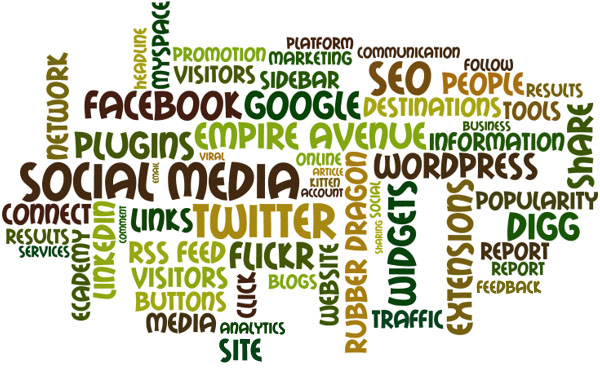 HEADLINE
MYSPACE
PROMOTION
PLATFORM
MARKETING
COMMUNICATION
NETWORK
VISITORS
SIDEBAR
SEO
FOLLOW
PEOPLE
RESULTS
FACEBOOK
GOOGLE
DESTINATIONS
TOOLS
SHARE
PLUGINS
EMPIRE AVENUE
BUSINESS
INFORMATION
VIRAL
ONLINE
EMAIL
ARTICLE
KITTEN
ACCOUNT
SOCIAL MEDIA
WORDPRESS
RUBBER DRAGON
SOCIAL
SHARING
WIDGETS
EXTENSIONS
POPULARITY
CONNECT
LINKEDIN
COMMENT
LINKS
TWITTER
DIGG
RESULTS
SERVICES
ECADEMY
RSS FEED
FLICKR
WEBSITE
REPORT
REPORT
VISITORS
CLICK
BLOGS
FEEDBACK
BUTTONS
MEDIA
ANALYTICS
TRAFFIC
SITE